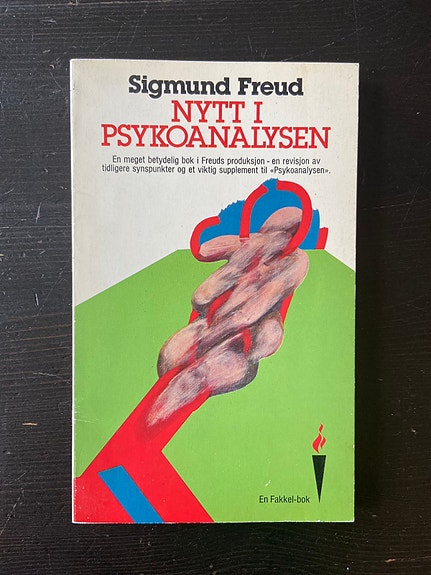 Sigmund Freud
NYTT I
PSYKOANALYSEN
En meget betydelig bok i Freuds produksjon - en revisjon av
tidligere synspunkter og et viktig supplement til «Psykoanalysen».
En Fakkel-bok